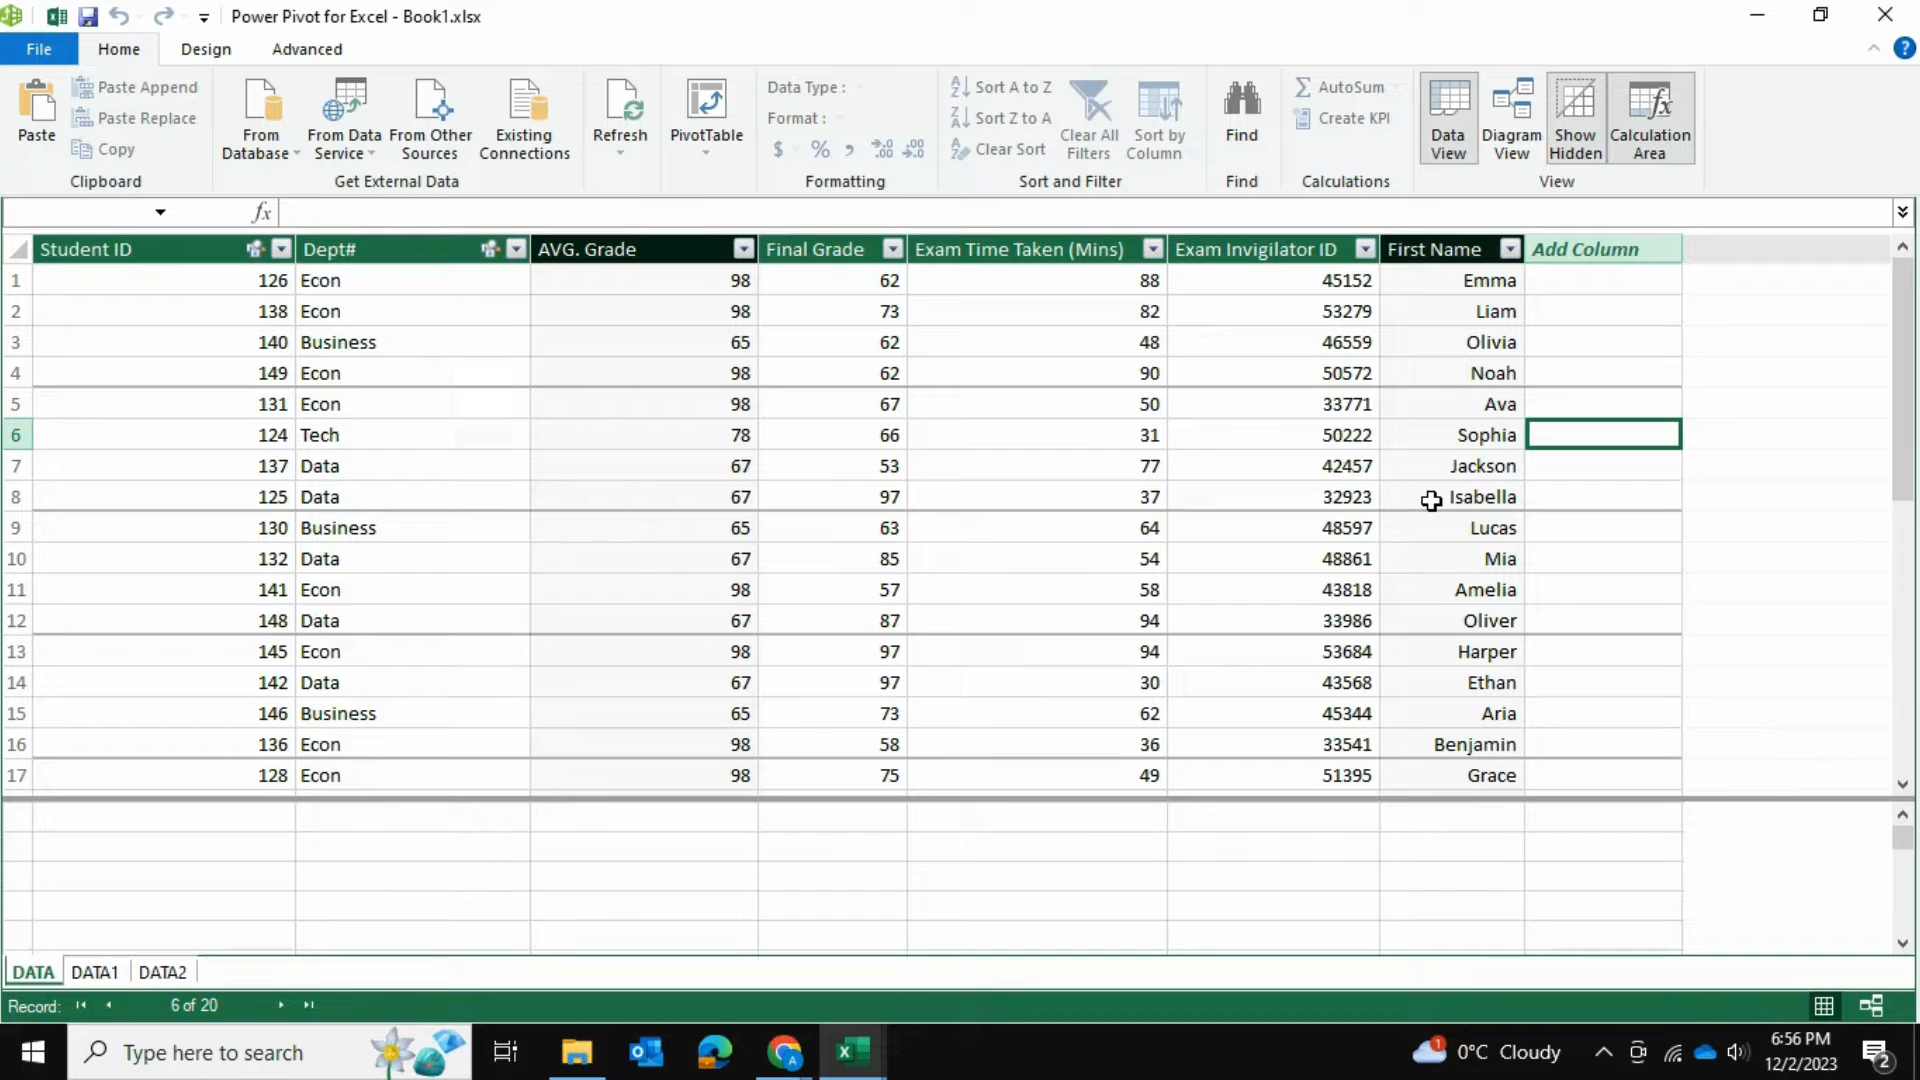 Power Pivot for Excel - Book1.xlsx
File Home Design Advanced
Paste
Paste Append
Paste Replace
Copy
Clipboard
From Database
From Data Service
From Other Sources
Existing Connections
Get External Data
Refresh
PivotTable
Data Type :
Format :
$ % , .00 .00
Formatting
Sort A to Z
Sort Z to A
Clear Sort
Clear All Filters
Sort by Column
Sort and Filter
Find
Find
AutoSum
Create KPI
Calculations
Data View
Diagram View
Show Hidden
Calculation Area
View
fx
Student ID Dept# AVG. Grade Final Grade Exam Time Taken (Mins) Exam Invigilator ID First Name Add Column
1 126 Econ 98 62 88 45152 Emma
2 138 Econ 98 73 82 53279 Liam
3 140 Business 65 62 48 46559 Olivia
4 149 Econ 98 62 90 50572 Noah
5 131 Econ 98 67 50 33771 Ava
6 124 Tech 78 66 31 50222 Sophia
7 137 Data 67 53 77 42457 Jackson
8 125 Data 67 97 37 32923 Isabella
9 130 Business 65 63 64 48597 Lucas
10 132 Data 67 85 54 48861 Mia
11 141 Econ 98 57 58 43818 Amelia
12 148 Data 67 87 94 33986 Oliver
13 145 Econ 98 97 94 53684 Harper
14 142 Data 67 97 30 43568 Ethan
15 146 Business 65 73 62 45344 Aria
16 136 Econ 98 58 36 33541 Benjamin
17 128 Econ 98 75 49 51395 Grace
DATA DATA1 DATA2
Record: 6 of 20
Type here to search
0°C Cloudy
6:56 PM
12/2/2023